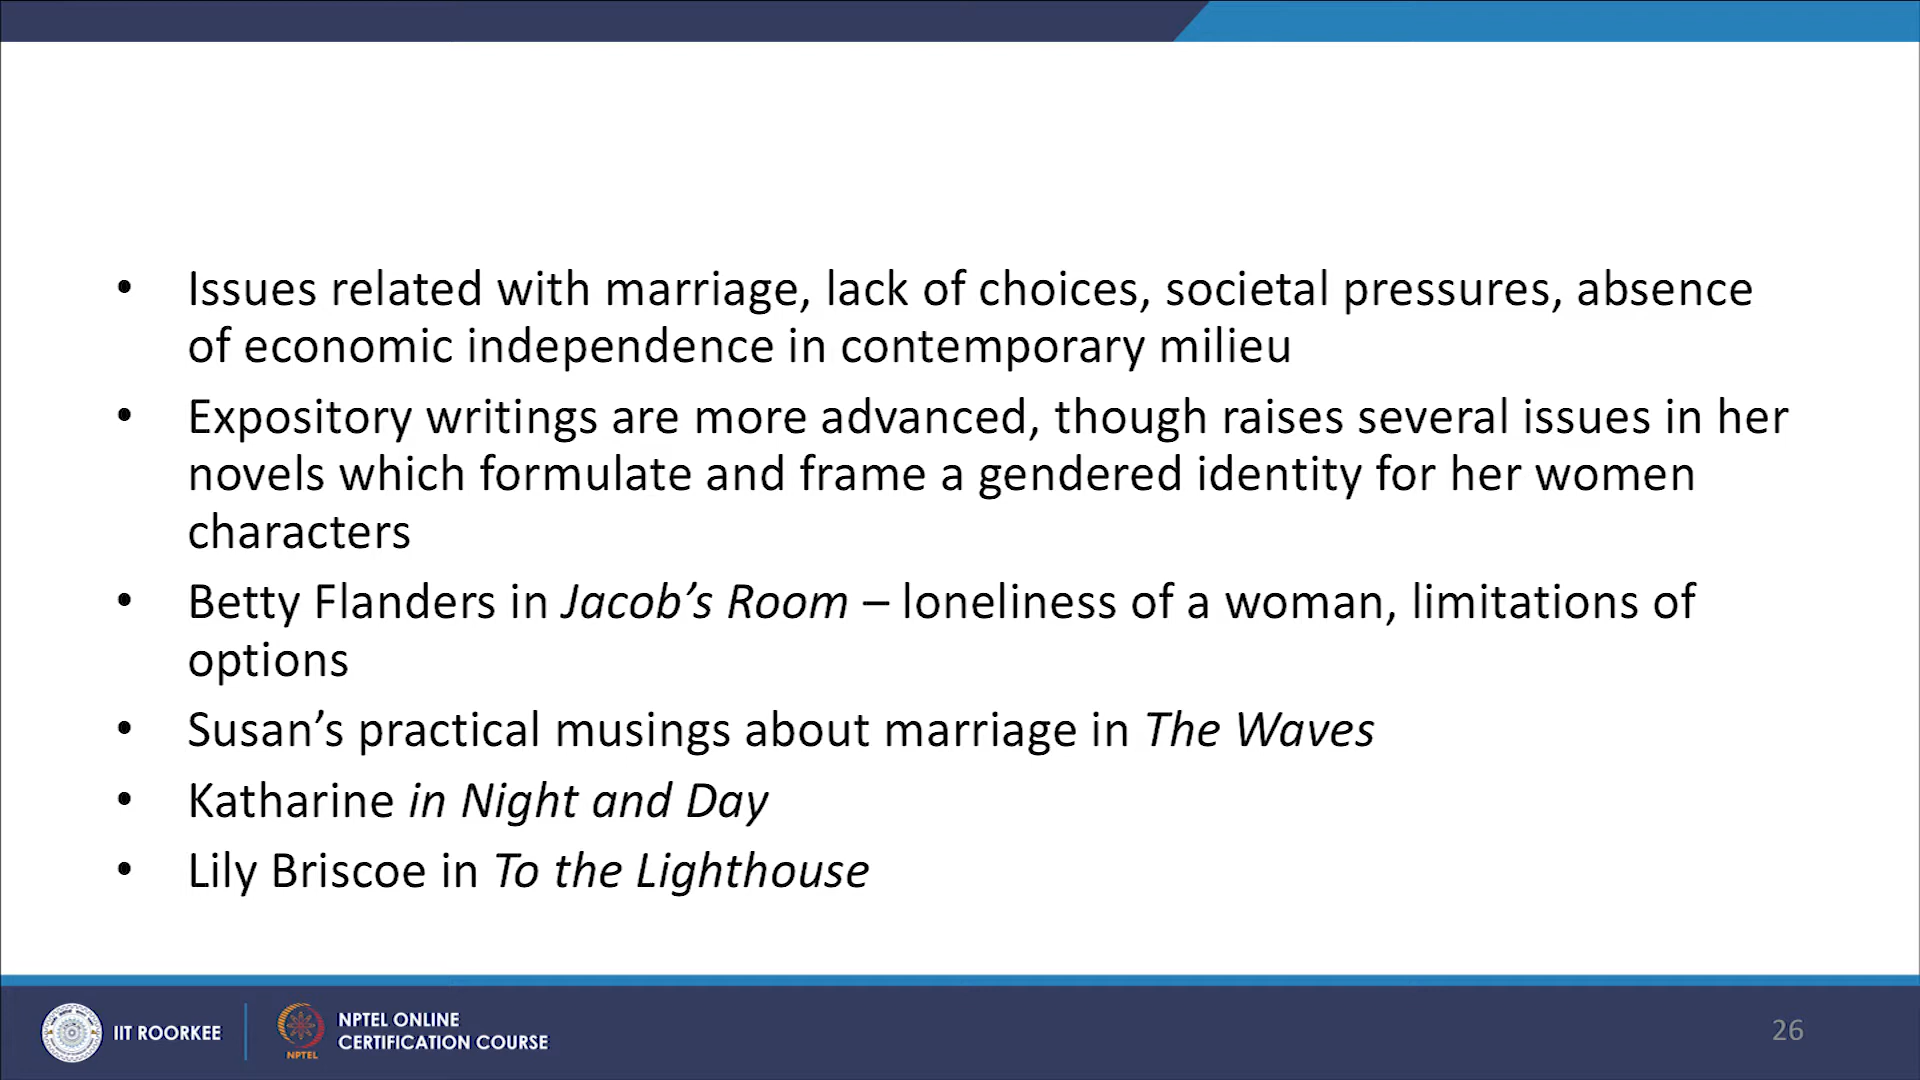 • Issues related with marriage, lack of choices, societal pressures, absence
of economic independence in contemporary milieu
• Expository writings are more advanced, though raises several issues in her
novels which formulate and frame a gendered identity for her women
characters
• Betty Flanders in Jacob’s Room – loneliness of a woman, limitations of
options
• Susan’s practical musings about marriage in The Waves
• Katharine in Night and Day
• Lily Briscoe in To the Lighthouse
IIT ROORKEE
NPTEL
NPTEL ONLINE
CERTIFICATION COURSE
26